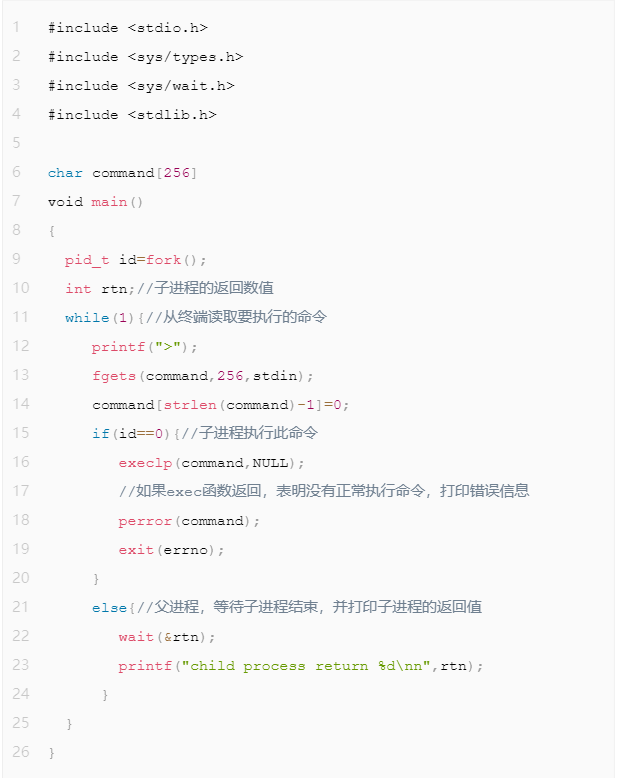 1 #include <stdio.h>
2 #include <sys/types.h>
3 #include <sys/wait.h>
4 #include <stdlib.h>
5
6 char command[256]
7 void main()
8 {
9 pid_t id=fork();
10 int rtn;//子进程的返回数值
11 while(1){//从终端读取要执行的命令
12 printf(">");
13 fgets(command,256,stdin);
14 command[strlen(command)-1]=0;
15 if(id==0){//子进程执行此命令
16 execlp(command,NULL);
17 //如果exec函数返回，表明没有正常执行命令，打印错误信息
18 perror(command);
19 exit(errno);
20 }
21 else{//父进程，等待子进程结束，并打印子进程的返回值
22 wait(&rtn);
23 printf("child process return %d\nn",rtn);
24 }
25 }
26 }